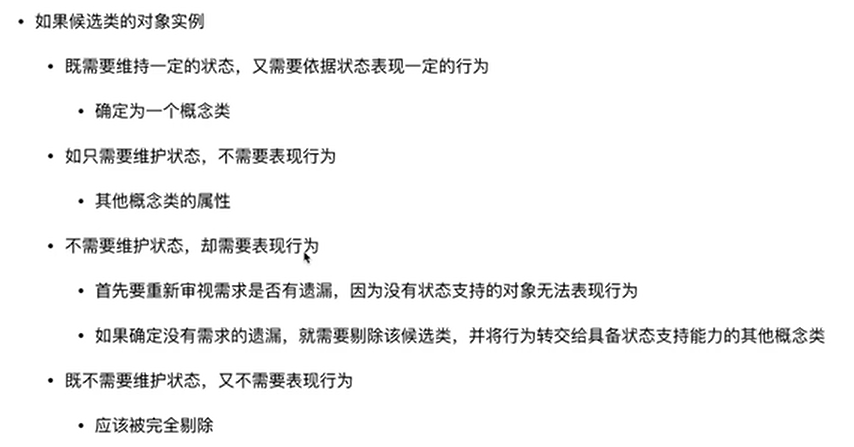 • 如果候选类的对象实例
• 既需要维持一定的状态，又需要依据状态表现一定的行为
• 确定为一个概念类
• 如只需要维护状态，不需要表现行为
• 其他概念类的属性
• 不需要维护状态，却需要表现行为
• 首先要重新审视需求是否有遗漏，因为没有状态支持的对象无法表现行为
• 如果确定没有需求的遗漏，就需要剔除该候选类，并将行为转交给具备状态支持能力的其他概念类
• 既不需要维护状态，又不需要表现行为
• 应该被完全剔除